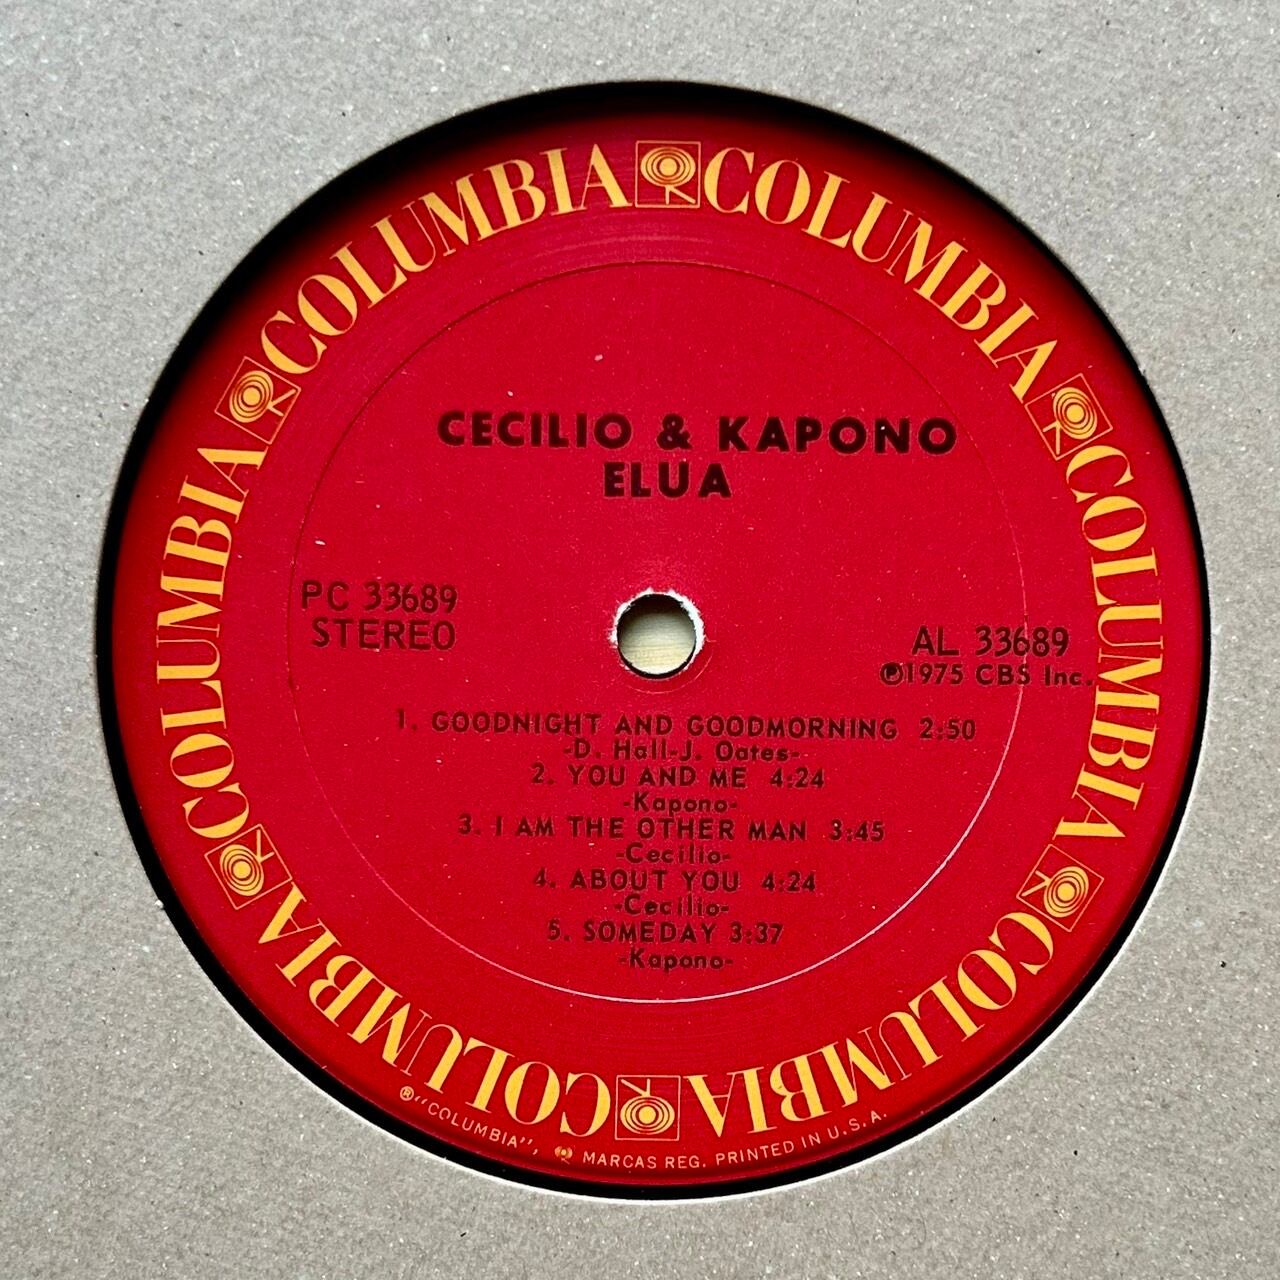 COLUMBIA COLUMBIA COLUMBIA COLUMBIA COLUMBIA COLUMBIA
CECILIO & KAPONO
ELUA
PC 33689
STEREO
AL 33689
℗1975 CBS Inc.
1. GOODNIGHT AND GOODMORNING 2:50
-D. Hall-J. Oates-
2. YOU AND ME 4:24
-Kapono-
3. I AM THE OTHER MAN 3:45
-Cecilio-
4. ABOUT YOU 4:24
-Cecilio-
5. SOMEDAY 3:37
-Kapono-
®"COLUMBIA", MARCAS REG. PRINTED IN U.S.A.